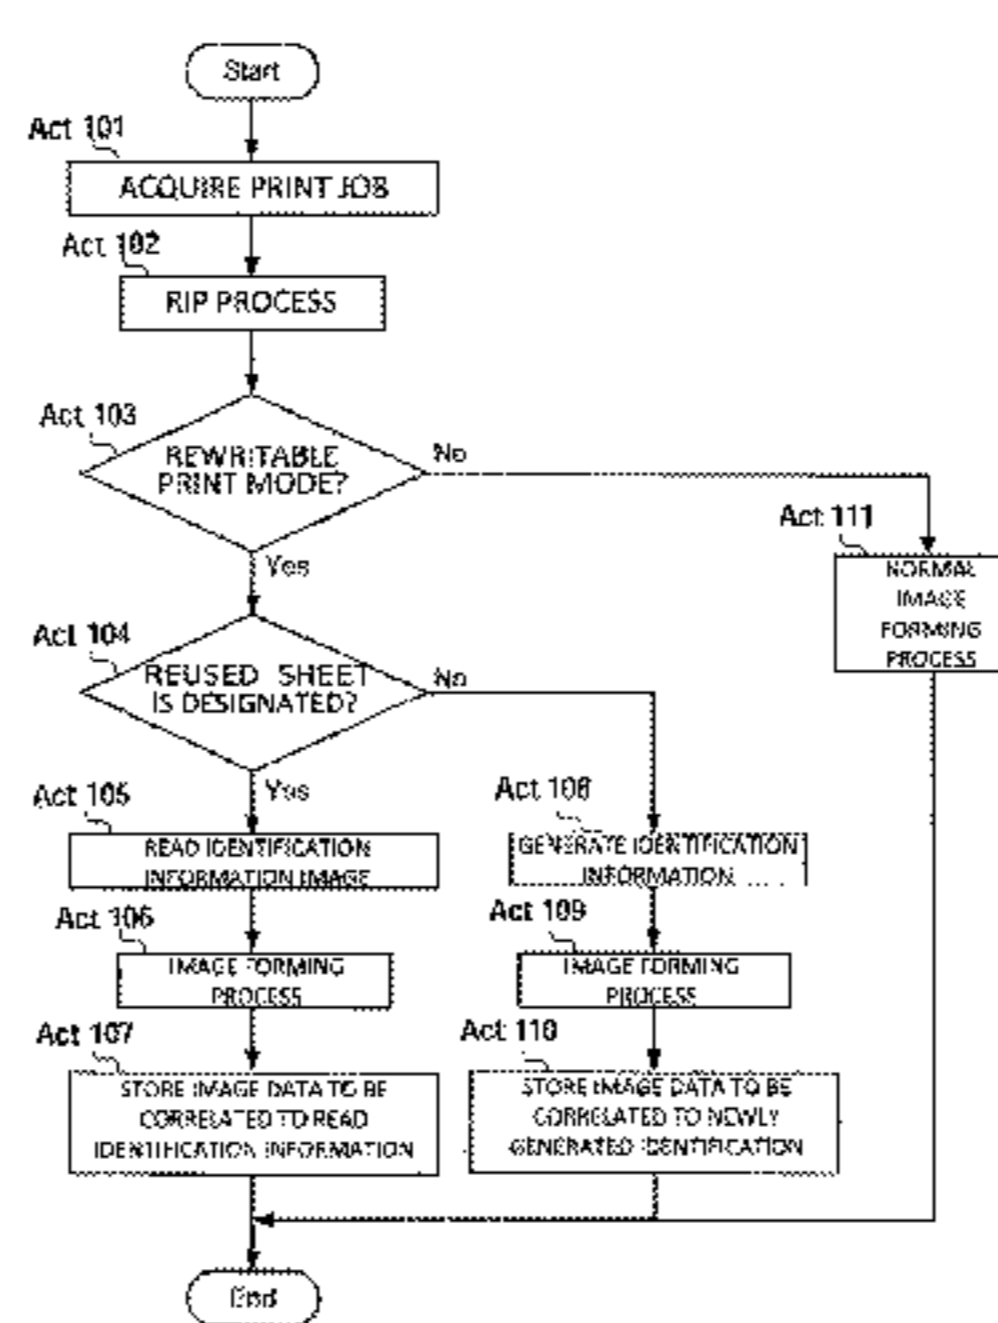 Start
Act 101
ACQUIRE PRINT JOB
Act 102
RIP PROCESS
Act 103
REWRITABLE
PRINT MODE?
No
Yes
Act 111
NORMAL
IMAGE
FORMING
PROCESS
Act 104
REUSED SHEET
IS DESIGNATED?
No
Yes
Act 105
READ IDENTIFICATION
INFORMATION IMAGE
Act 106
IMAGE FORMING
PROCESS
Act 107
STORE IMAGE DATA TO BE
CORRELATED TO READ
IDENTIFICATION INFORMATION
Act 108
GENERATE IDENTIFICATION
INFORMATION
Act 109
IMAGE FORMING
PROCESS
Act 110
STORE IMAGE DATA TO BE
CORRELATED TO NEWLY
GENERATED IDENTIFICATION
End